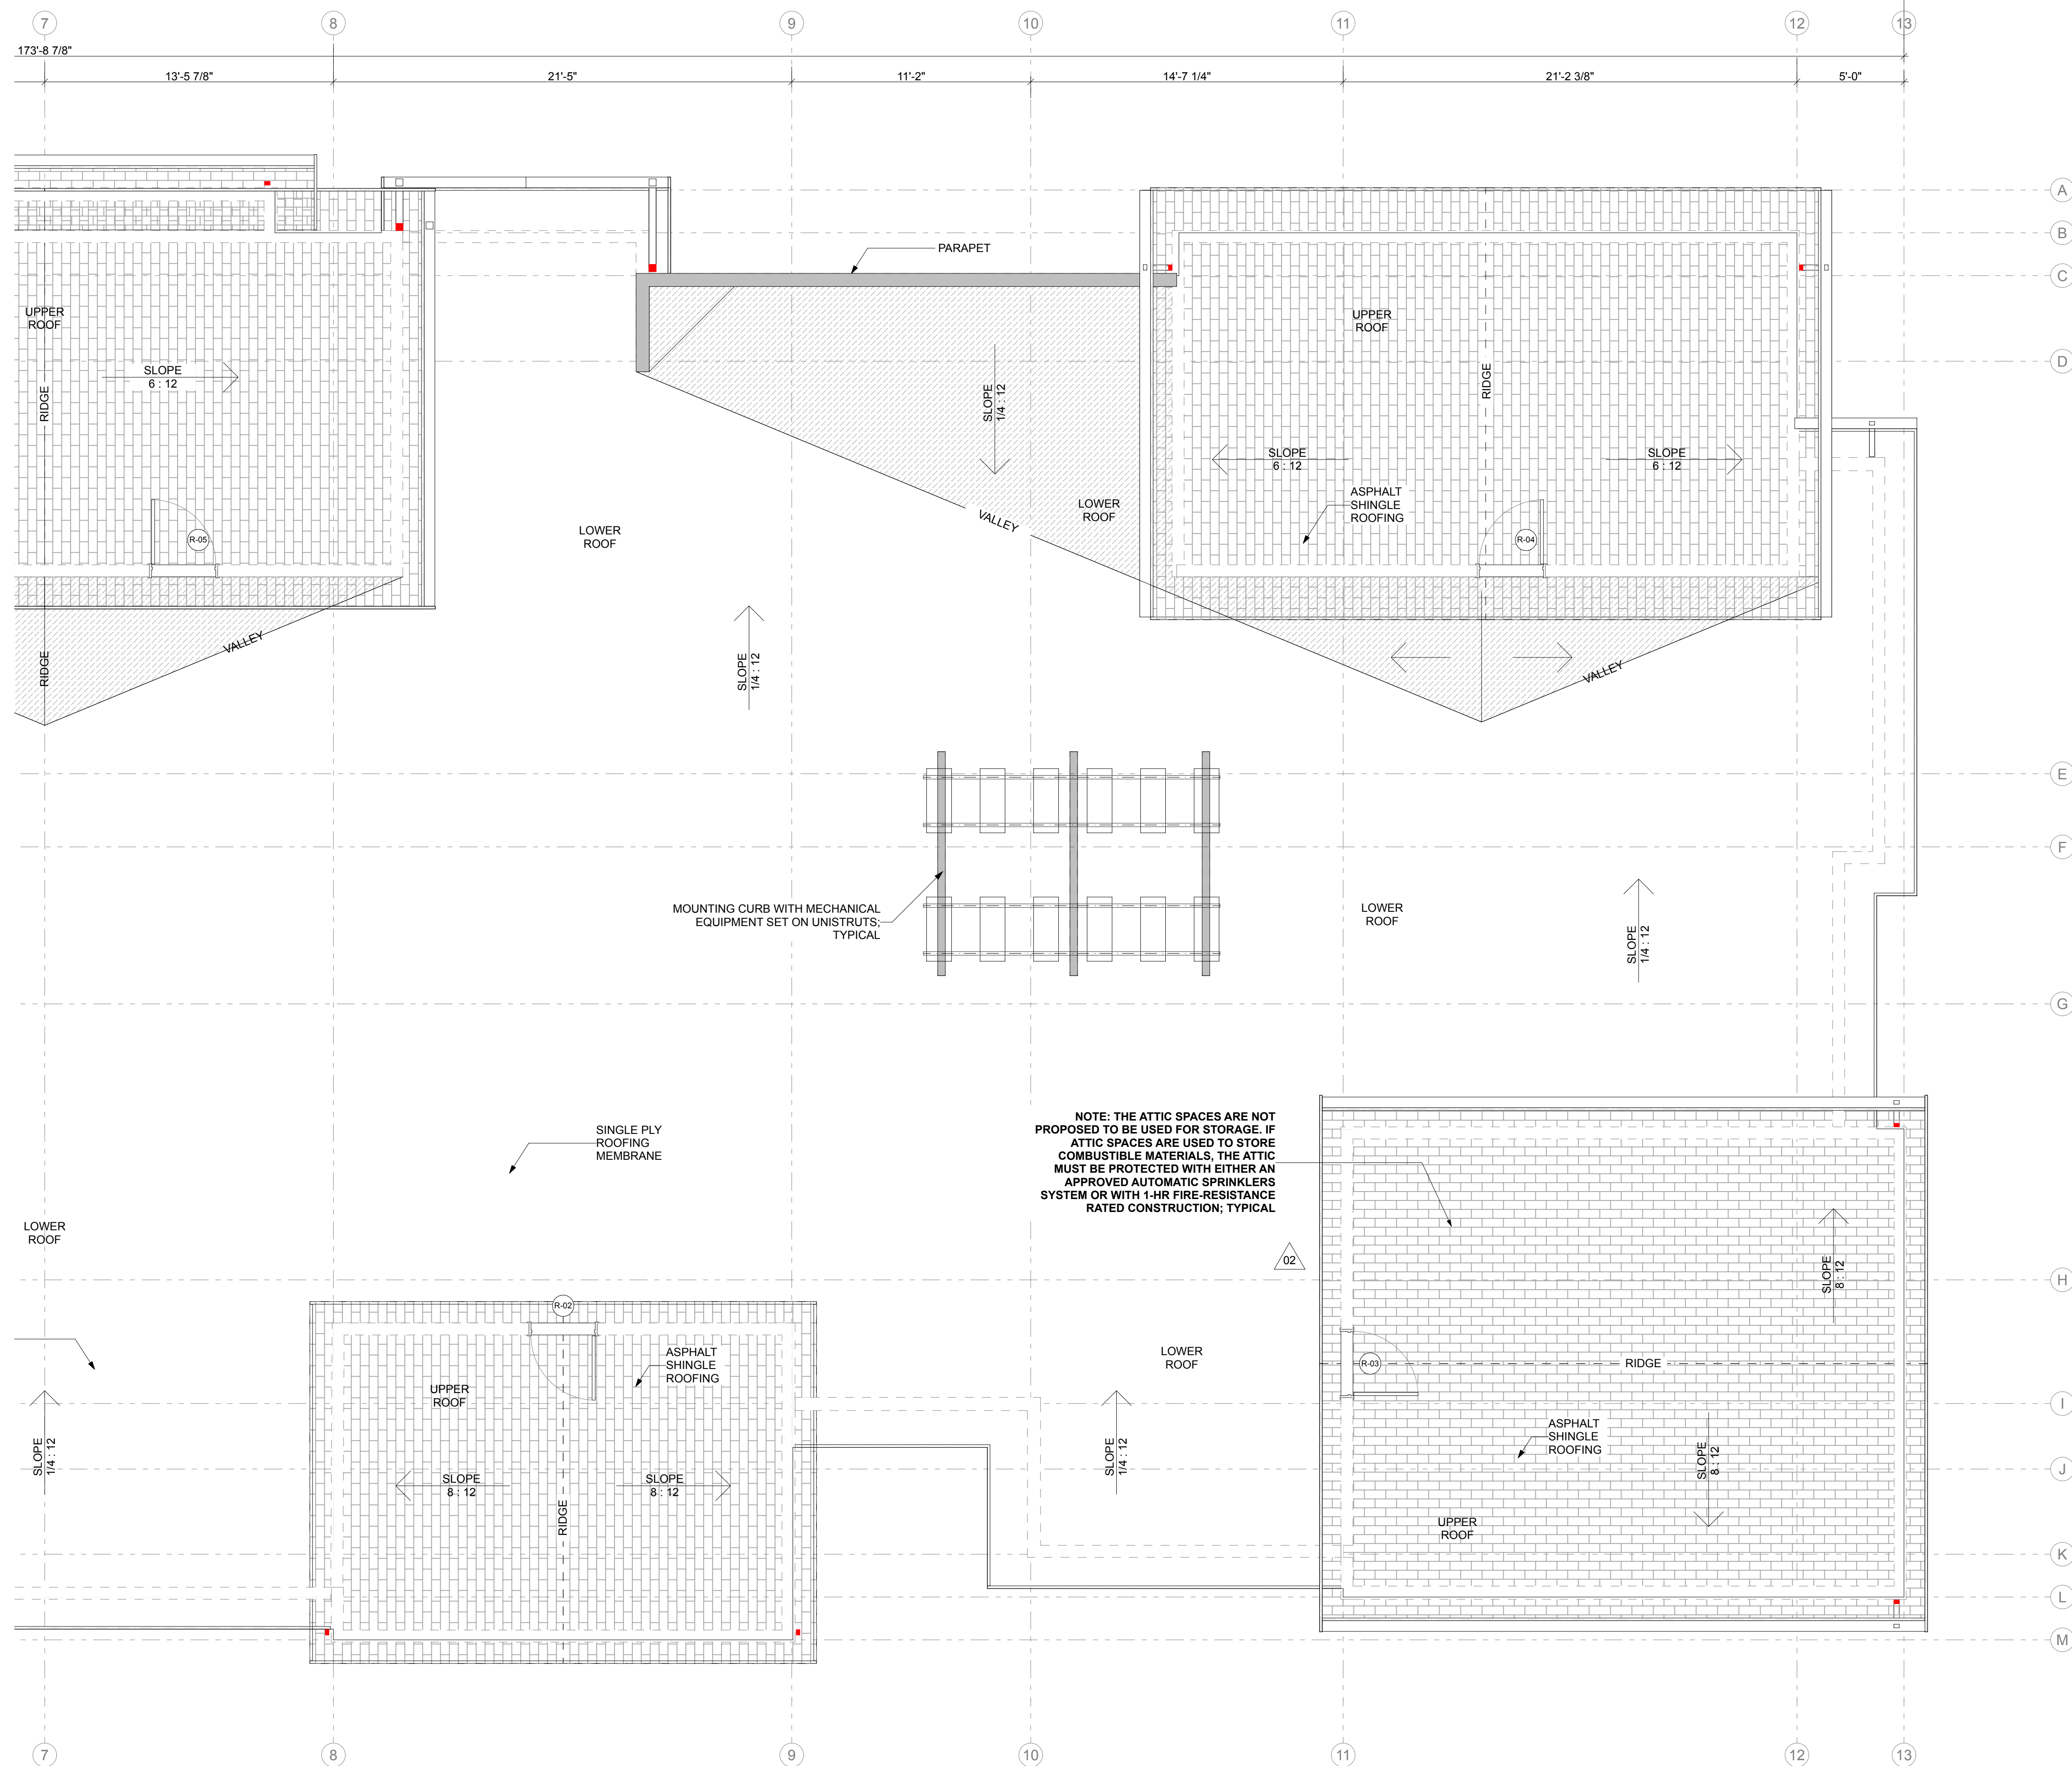 7 8 9 10 11 12 13
173'-8 7/8"
13'-5 7/8" 21'-5" 11'-2" 14'-7 1/4" 21'-2 3/8" 5'-0"
A
B
PARAPET
C
UPPER
ROOF
UPPER
ROOF
D
SLOPE
6 : 12
RIDGE
SLOPE
1/4 : 12
RIDGE
SLOPE
6 : 12
SLOPE
6 : 12
ASPHALT
SHINGLE
ROOFING
LOWER
ROOF
VALLEY
LOWER
ROOF
R-05
R-04
VALLEY
RIDGE
SLOPE
1/4 : 12
VALLEY
E
F
MOUNTING CURB WITH MECHANICAL
EQUIPMENT SET ON UNISTRUTS;
TYPICAL
LOWER
ROOF
SLOPE
1/4 : 12
G
SINGLE PLY
ROOFING
MEMBRANE
NOTE: THE ATTIC SPACES ARE NOT
PROPOSED TO BE USED FOR STORAGE. IF
ATTIC SPACES ARE USED TO STORE
COMBUSTIBLE MATERIALS, THE ATTIC
MUST BE PROTECTED WITH EITHER AN
APPROVED AUTOMATIC SPRINKLERS
SYSTEM OR WITH 1-HR FIRE-RESISTANCE
RATED CONSTRUCTION; TYPICAL
LOWER
ROOF
02
SLOPE
8 : 12
H
R-02
ASPHALT
SHINGLE
ROOFING
LOWER
ROOF
R-03
RIDGE
UPPER
ROOF
I
SLOPE
1/4 : 12
SLOPE
1/4 : 12
ASPHALT
SHINGLE
ROOFING
SLOPE
8 : 12
J
SLOPE
8 : 12
SLOPE
8 : 12
RIDGE
UPPER
ROOF
K
L
M
7 8 9 10 11 12 13